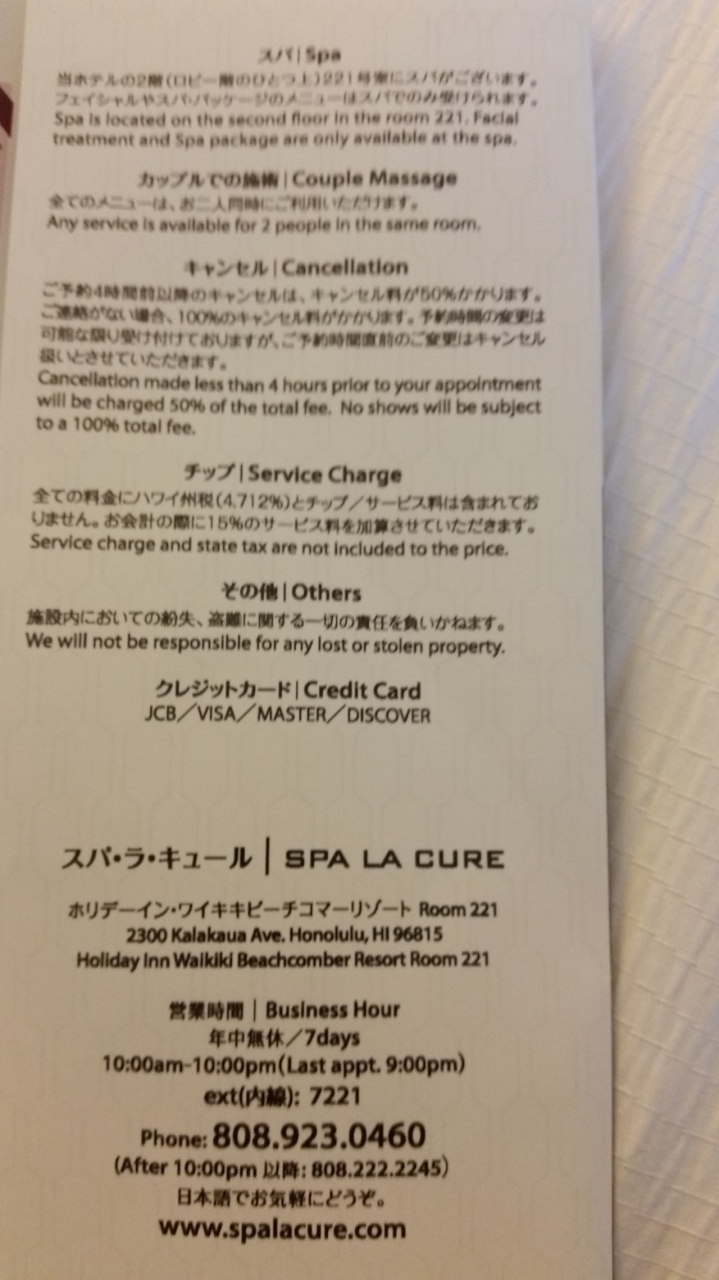 スパ | Spa
当ホテルの2階(ロビー階のひとつ上)221号室にスパがございます。
フェイシャルやスパ・パッケージのメニューはスパでのみ受けられます。
Spa is located on the second floor in the room 221. Facial
treatment and Spa package are only available at the spa.
カップルでの施術 | Couple Massage
全てのメニューは、お二人同時にご利用いただけます。
Any service is available for 2 people in the same room.
キャンセル | Cancellation
ご予約4時間前以降のキャンセルは、キャンセル料が50%かかります。
ご連絡がない場合、100%のキャンセル料がかかります。予約時間の変更は
可能な限り受け付けておりますが、ご予約時間直前のご変更はキャンセル
扱いとさせていただきます。
Cancellation made less than 4 hours prior to your appointment
will be charged 50% of the total fee. No shows will be subject
to a 100% total fee.
チップ | Service Charge
全ての料金にハワイ州税(4.712%)とチップ/サービス料は含まれてお
りません。お会計の際に15%のサービス料を加算させていただきます。
Service charge and state tax are not included to the price.
その他 | Others
施設内においての紛失、盗難に関する一切の責任を負いかねます。
We will not be responsible for any lost or stolen property.
クレジットカード | Credit Card
JCB/VISA/MASTER/DISCOVER
スパ・ラ・キュール | SPA LA CURE
ホリデーイン・ワイキキビーチコマーリゾート Room 221
2300 Kalakaua Ave. Honolulu, HI 96815
Holiday Inn Waikiki Beachcomber Resort Room 221
営業時間 | Business Hour
年中無休/7days
10:00am-10:00pm(Last appt. 9:00pm)
ext(内線): 7221
Phone: 808.923.0460
(After 10:00pm 以降: 808.222.2245)
日本語でお気軽にどうぞ。
www.spalacure.com